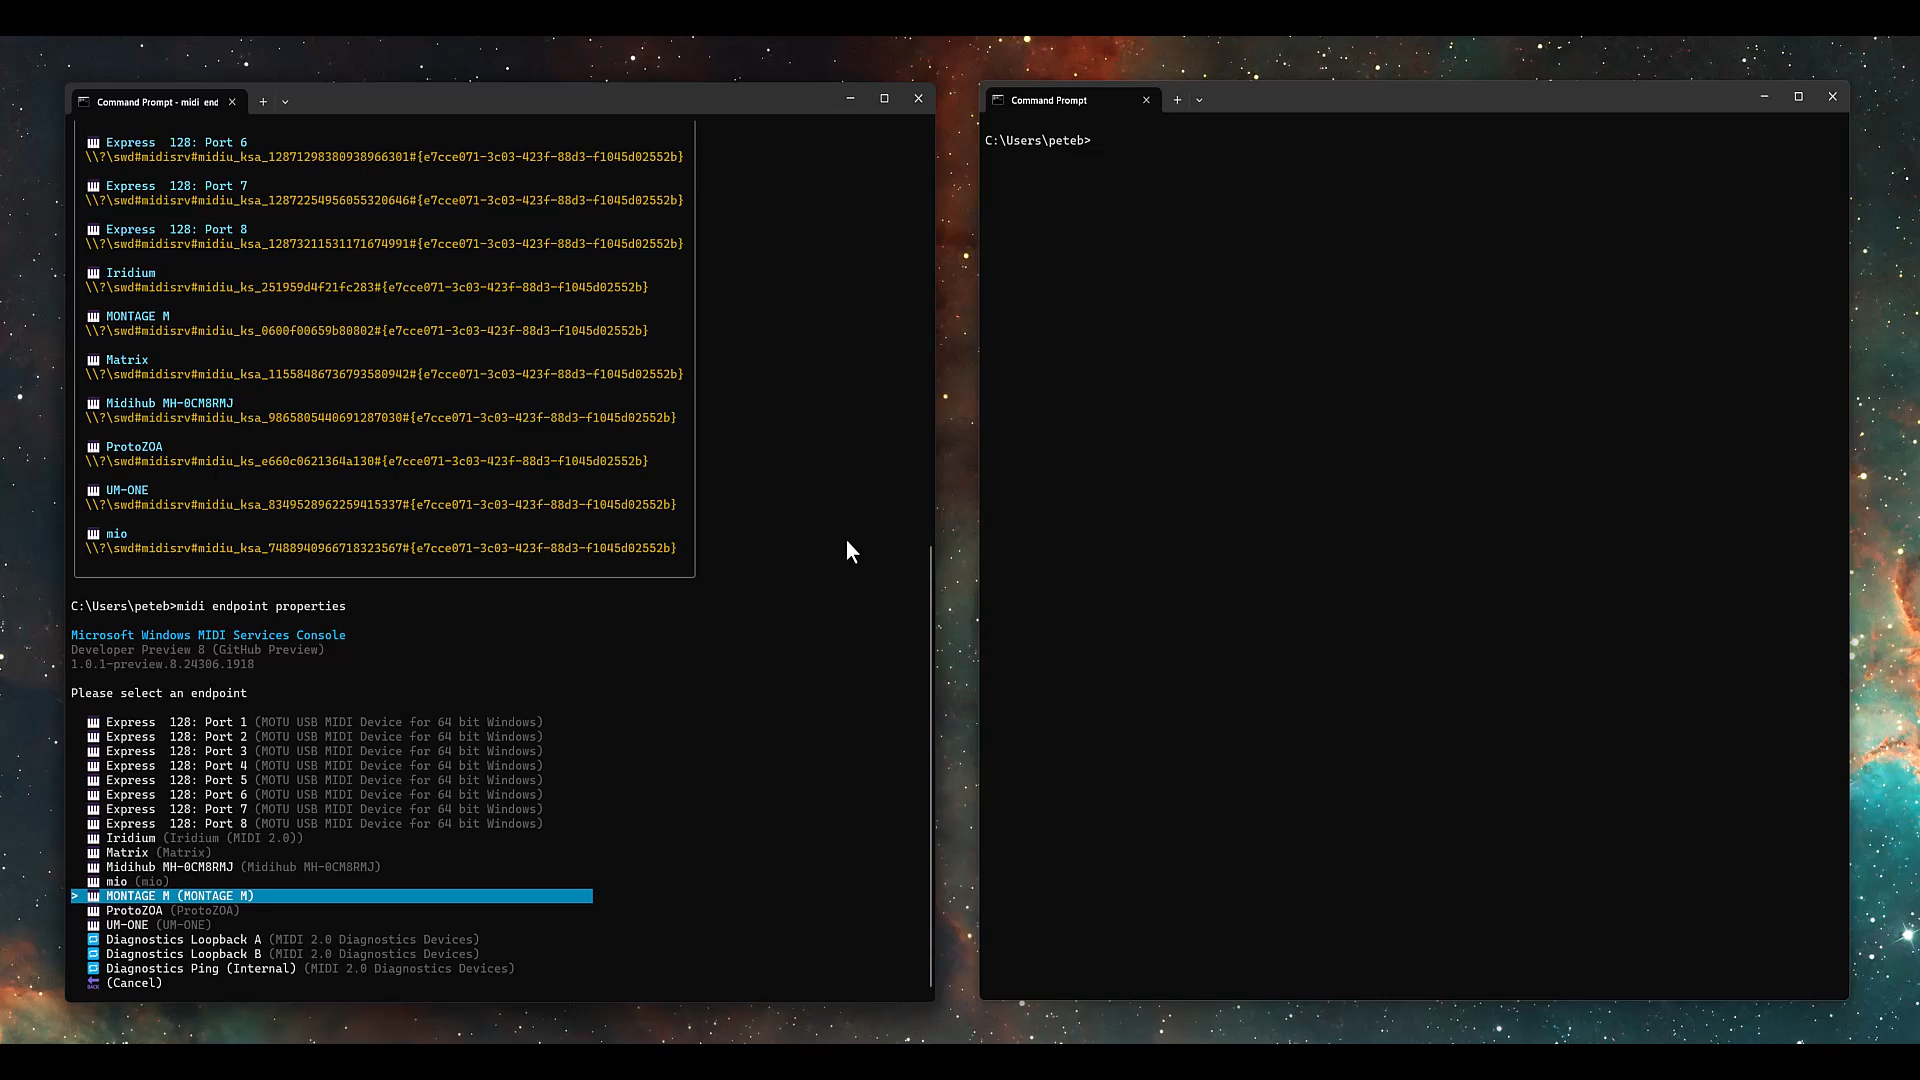 Command Prompt - midi end
Express  128: Port 6
\\?\swd#midisrv#midiu_ksa_12871298380938966301#{e7cce071-3c03-423f-88d3-f1045d02552b}
Express  128: Port 7
\\?\swd#midisrv#midiu_ksa_12872254956055320646#{e7cce071-3c03-423f-88d3-f1045d02552b}
Express  128: Port 8
\\?\swd#midisrv#midiu_ksa_12873211531171674991#{e7cce071-3c03-423f-88d3-f1045d02552b}
Iridium
\\?\swd#midisrv#midiu_ks_251959d4f21fc283#{e7cce071-3c03-423f-88d3-f1045d02552b}
MONTAGE M
\\?\swd#midisrv#midiu_ks_0600f00659b80802#{e7cce071-3c03-423f-88d3-f1045d02552b}
Matrix
\\?\swd#midisrv#midiu_ksa_11558486736793580942#{e7cce071-3c03-423f-88d3-f1045d02552b}
Midihub MH-0CM8RMJ
\\?\swd#midisrv#midiu_ksa_9865805440691287030#{e7cce071-3c03-423f-88d3-f1045d02552b}
ProtoZOA
\\?\swd#midisrv#midiu_ks_e660c0621364a130#{e7cce071-3c03-423f-88d3-f1045d02552b}
UM-ONE
\\?\swd#midisrv#midiu_ksa_8349528962259415337#{e7cce071-3c03-423f-88d3-f1045d02552b}
mio
\\?\swd#midisrv#midiu_ksa_7488940966718323567#{e7cce071-3c03-423f-88d3-f1045d02552b}
C:\Users\peteb>midi endpoint properties
Microsoft Windows MIDI Services Console
Developer Preview 8 (GitHub Preview)
1.0.1-preview.8.24306.1918
Please select an endpoint
Express  128: Port 1 (MOTU USB MIDI Device for 64 bit Windows)
Express  128: Port 2 (MOTU USB MIDI Device for 64 bit Windows)
Express  128: Port 3 (MOTU USB MIDI Device for 64 bit Windows)
Express  128: Port 4 (MOTU USB MIDI Device for 64 bit Windows)
Express  128: Port 5 (MOTU USB MIDI Device for 64 bit Windows)
Express  128: Port 6 (MOTU USB MIDI Device for 64 bit Windows)
Express  128: Port 7 (MOTU USB MIDI Device for 64 bit Windows)
Express  128: Port 8 (MOTU USB MIDI Device for 64 bit Windows)
Iridium (Iridium (MIDI 2.0))
Matrix (Matrix)
Midihub MH-0CM8RMJ (Midihub MH-0CM8RMJ)
mio (mio)
> MONTAGE M (MONTAGE M)
ProtoZOA (ProtoZOA)
UM-ONE (UM-ONE)
Diagnostics Loopback A (MIDI 2.0 Diagnostics Devices)
Diagnostics Loopback B (MIDI 2.0 Diagnostics Devices)
Diagnostics Ping (Internal) (MIDI 2.0 Diagnostics Devices)
(Cancel)
Command Prompt
C:\Users\peteb>